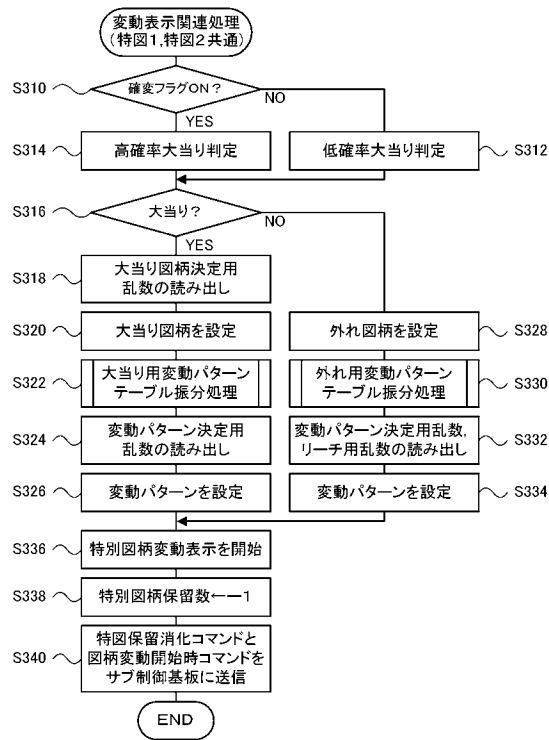 変動表示関連処理
(特図1,特図2共通)
S310
確変フラグON?
NO
YES
S314
高確率大当り判定
低確率大当り判定
S312
S316
大当り?
NO
YES
S318
大当り図柄決定用
乱数の読み出し
S320
大当り図柄を設定
外れ図柄を設定
S328
S322
大当り用変動パターン
テーブル振分処理
外れ用変動パターン
テーブル振分処理
S330
S324
変動パターン決定用
乱数の読み出し
変動パターン決定用乱数,
リーチ用乱数の読み出し
S332
S326
変動パターンを設定
変動パターンを設定
S334
S336
特別図柄変動表示を開始
S338
特別図柄保留数←−1
S340
特図保留消化コマンドと
図柄変動開始時コマンドを
サブ制御基板に送信
END